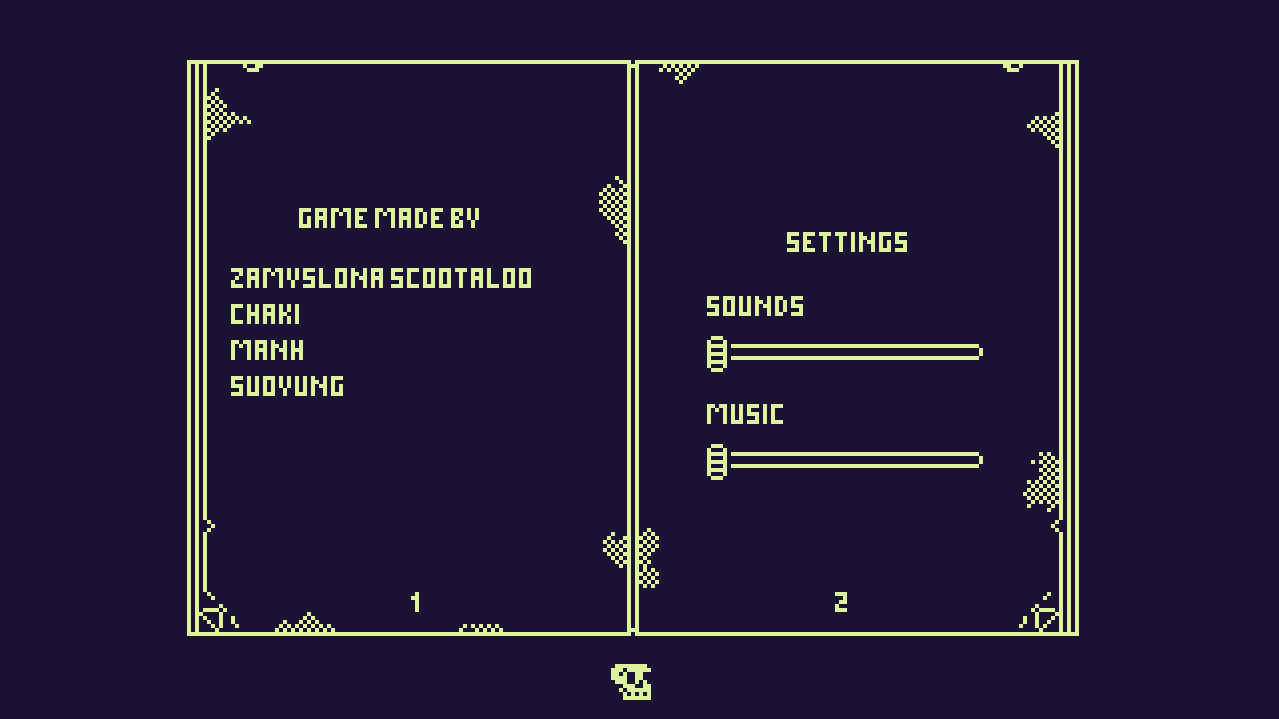 GAME MADE BY
ZAMYSLONA SCOOTALOO
CHAKI
MANH
SUOYUNG
1
SETTINGS
SOUNDS
MUSIC
2